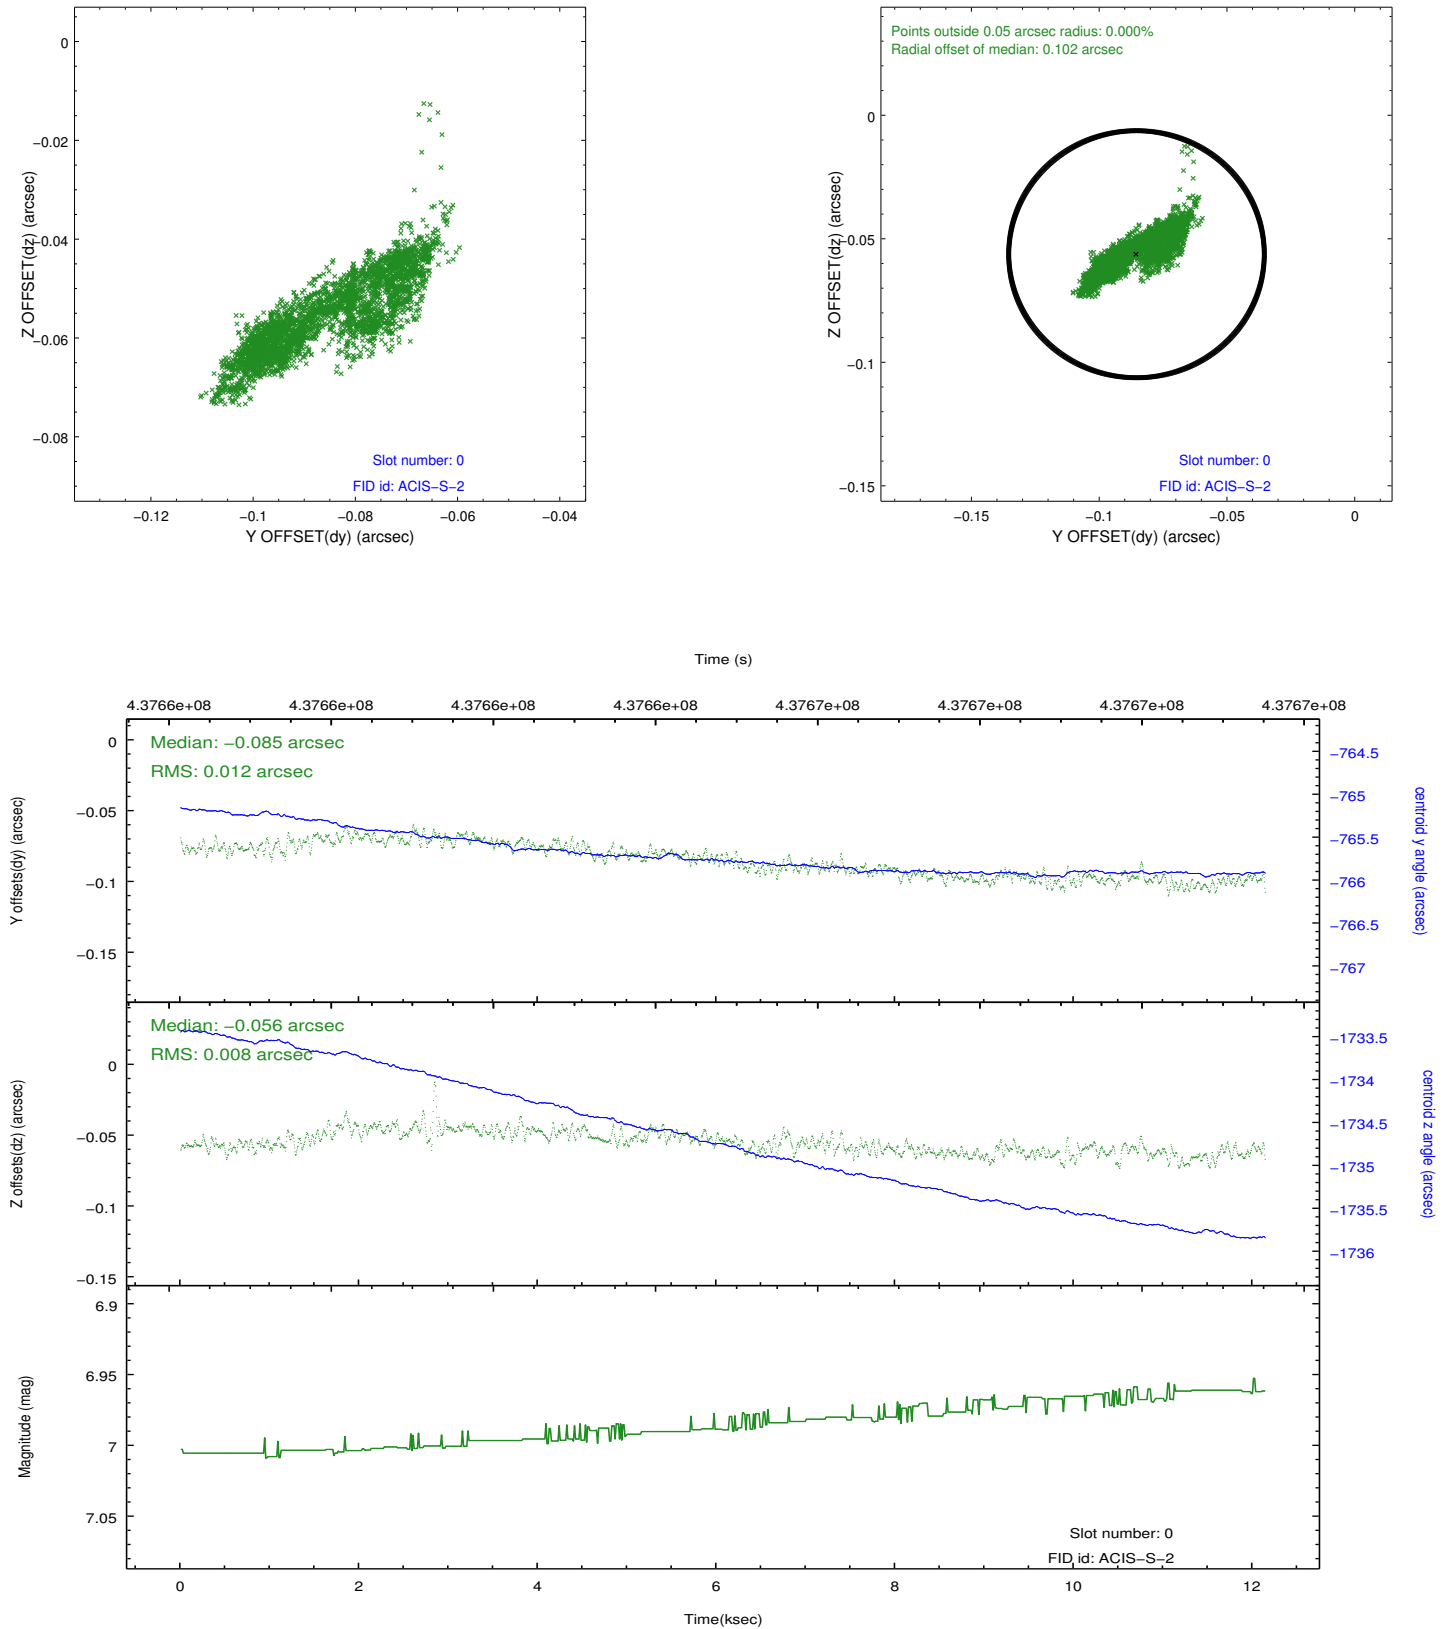 0
−0.02
−0.04
−0.06
−0.08
Z OFFSET(dz) (arcsec)
Slot number: 0
FID id: ACIS−S−2
−0.12
−0.1
−0.08
−0.06
−0.04
Y OFFSET(dy) (arcsec)
Points outside 0.05 arcsec radius: 0.000%
Radial offset of median: 0.102 arcsec
0
−0.05
−0.1
−0.15
Z OFFSET(dz) (arcsec)
Slot number: 0
FID id: ACIS−S−2
−0.15
−0.1
−0.05
0
Y OFFSET(dy) (arcsec)
Time (s)
4.3766e+08
4.3766e+08
4.3766e+08
4.3766e+08
4.3767e+08
4.3767e+08
4.3767e+08
4.3767e+08
Median: −0.085 arcsec
RMS: 0.012 arcsec
0
−0.05
−0.1
−0.15
Y offsets(dy) (arcsec)
−764.5
−765
−765.5
−766
−766.5
−767
centroid y angle (arcsec)
Median: −0.056 arcsec
RMS: 0.008 arcsec
0
−0.05
−0.1
−0.15
Z offsets(dz) (arcsec)
−1733.5
−1734
−1734.5
−1735
−1735.5
−1736
centroid z angle (arcsec)
6.9
6.95
7
7.05
Magnitude (mag)
Slot number: 0
FID id: ACIS−S−2
0
2
4
6
8
10
12
Time(ksec)